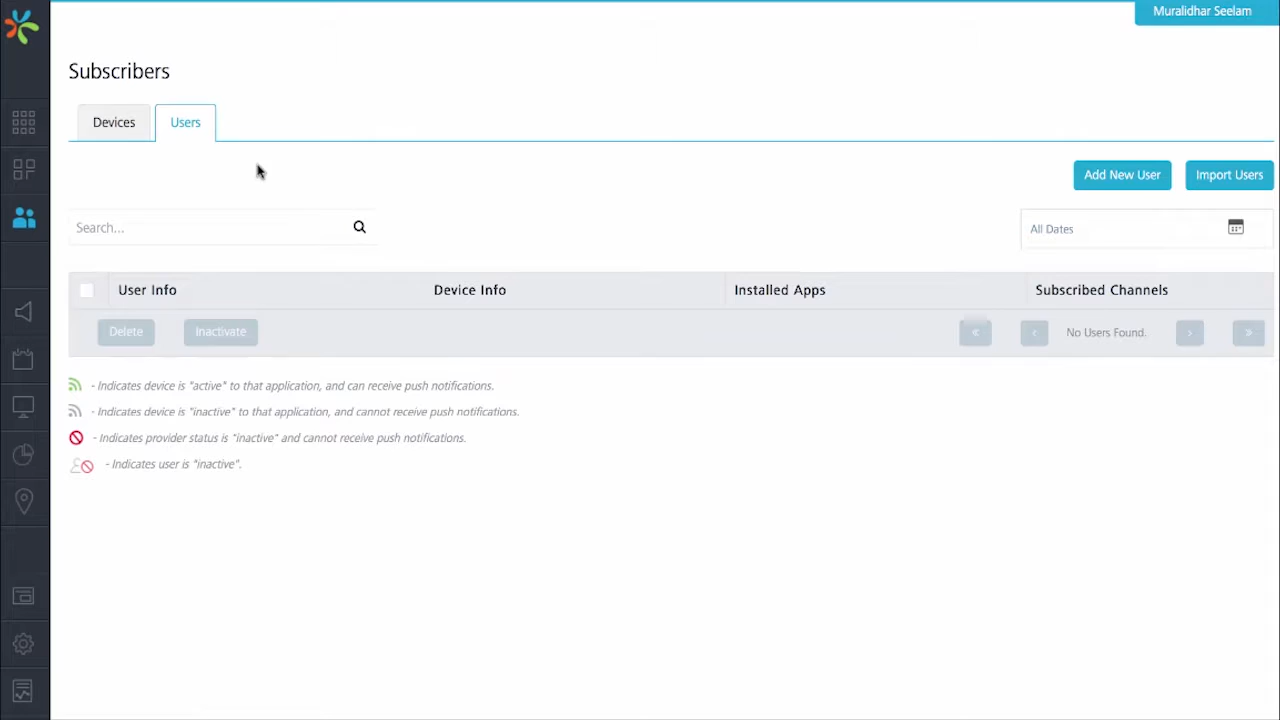 Muralidhar Seelam
Subscribers
Devices Users
Add New User Import Users
Search... All Dates
User Info Device Info Installed Apps Subscribed Channels
Delete Inactivate « ‹ No Users Found. › »
- Indicates device is "active" to that application, and can receive push notifications.
- Indicates device is "inactive" to that application, and cannot receive push notifications.
- Indicates provider status is "inactive" and cannot receive push notifications.
- Indicates user is "inactive".